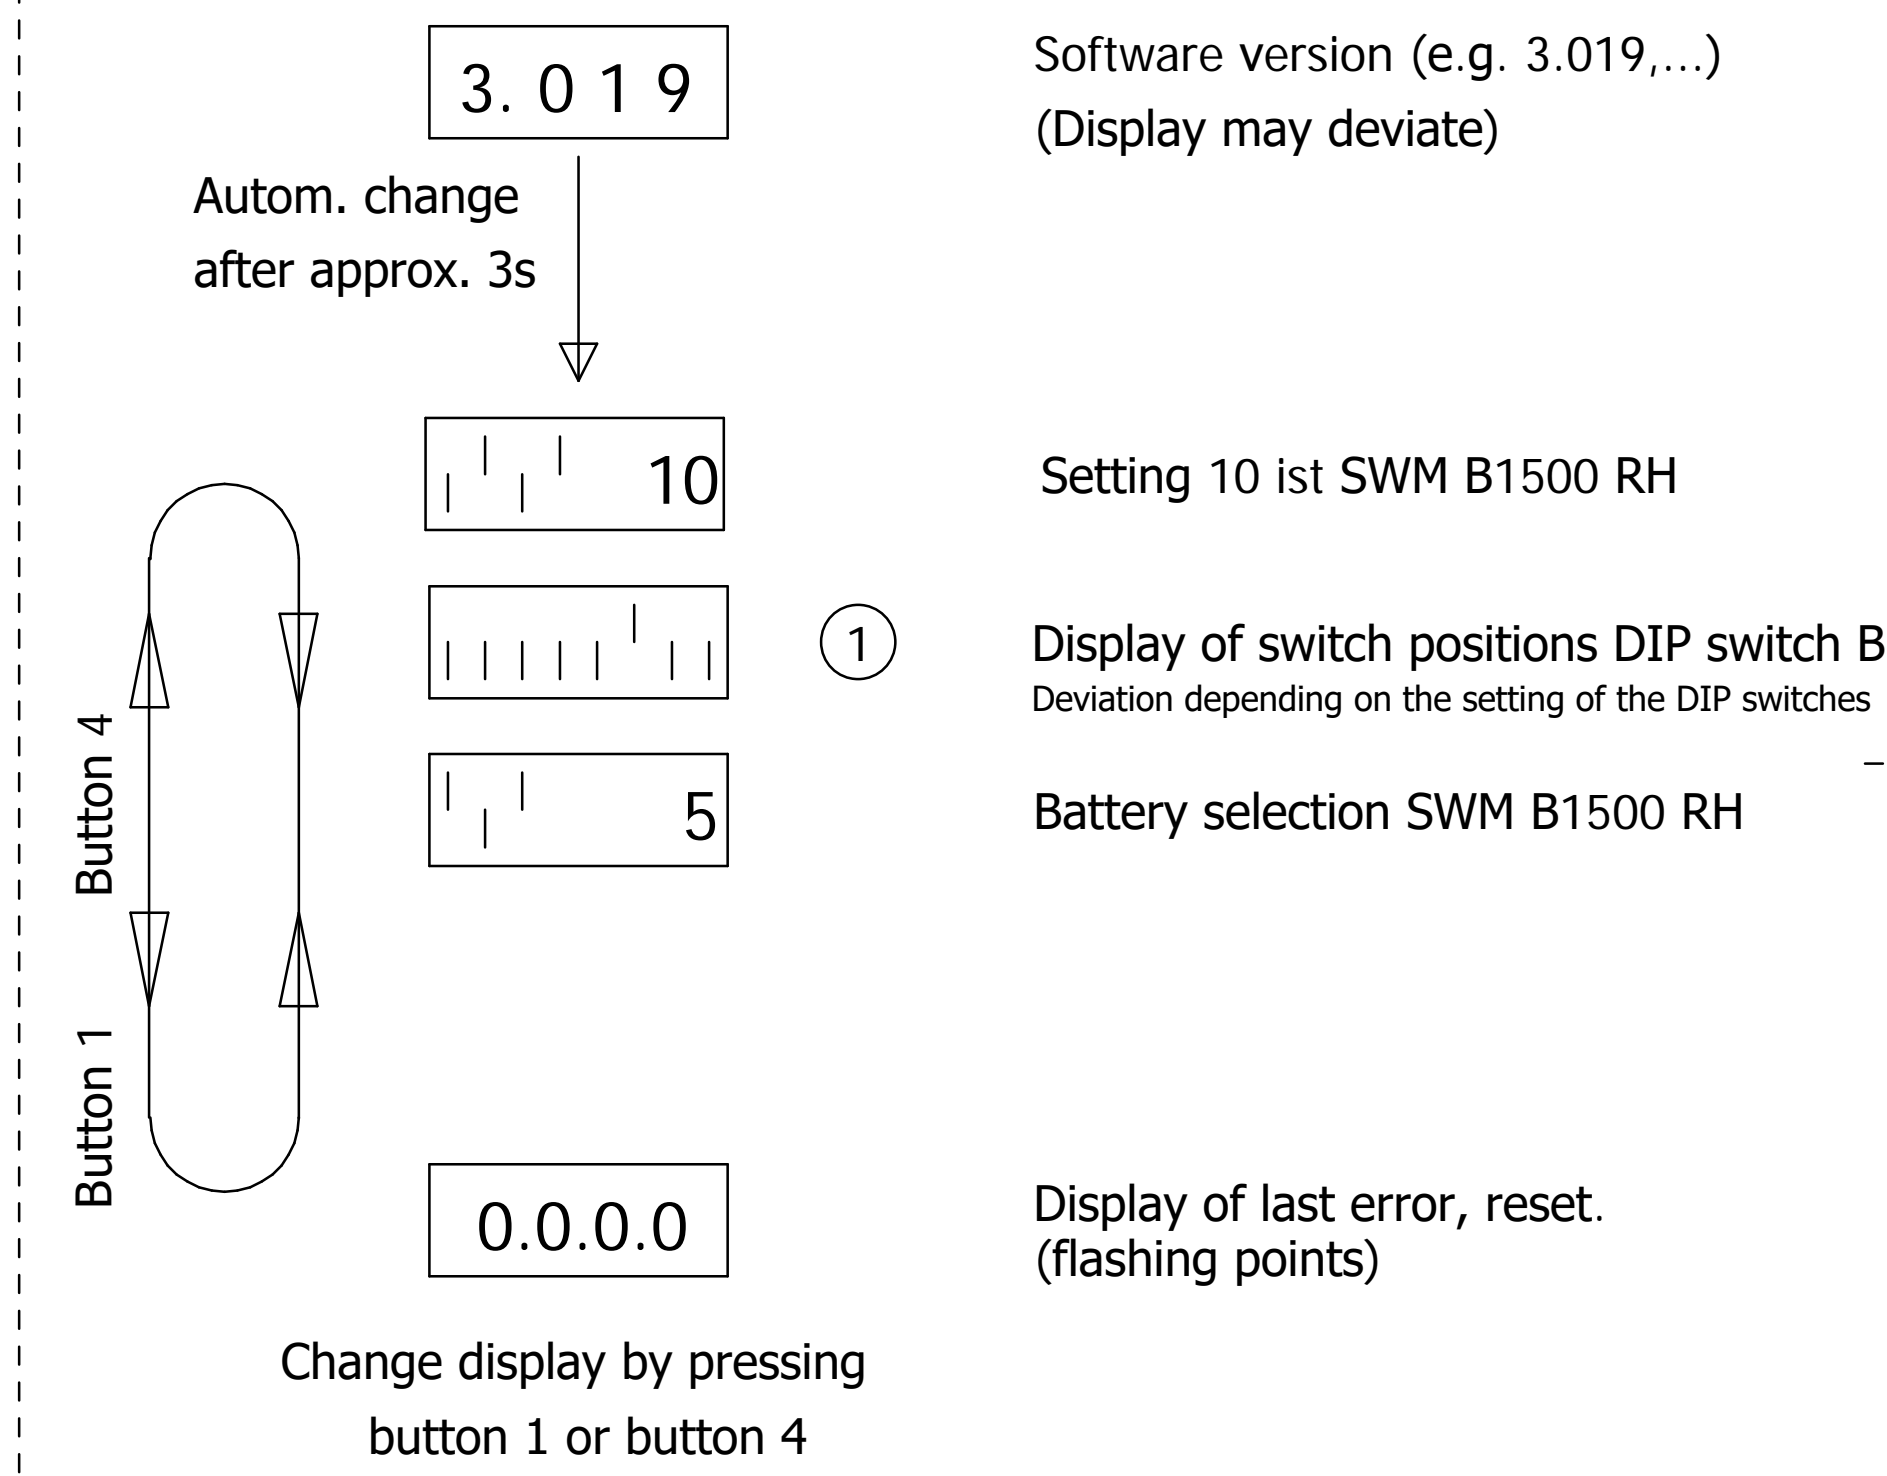 3. 0 1 9
Software version (e.g. 3.019,...)
(Display may deviate)
Autom. change
after approx. 3s
10
Setting 10 ist SWM B1500 RH
1
Display of switch positions DIP switch B
Deviation depending on the setting of the DIP switches
5
Battery selection SWM B1500 RH
Button 4
Button 1
0.0.0.0
Display of last error, reset.
(flashing points)
Change display by pressing
button 1 or button 4